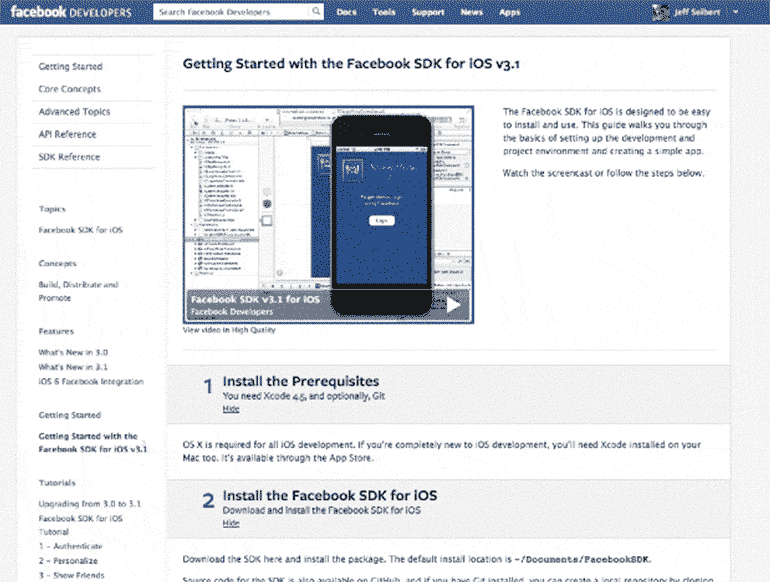 facebook DEVELOPERS
Search Facebook Developers
Docs Tools Support News Apps
Jeff Seibert
Getting Started
Core Concepts
Advanced Topics
API Reference
SDK Reference
Topics
Facebook SDK for iOS
Concepts
Build, Distribute and
Promote
Features
What's New in 3.0
What's New in 3.1
iOS 6 Facebook Integration
Getting Started
Getting Started with the
Facebook SDK for iOS v3.1
Tutorials
Upgrading from 3.0 to 3.1
Facebook SDK for iOS
Tutorial
1 - Authenticate
2 - Personalize
3 - Show Friends
Getting Started with the Facebook SDK for iOS v3.1
Facebook SDK v3.1 for iOS
Facebook Developers
View video in High Quality
The Facebook SDK for iOS is designed to be easy
to install and use. This guide walks you through
the basics of setting up the development and
project environment and creating a simple app.
Watch the screencast or follow the steps below.
1 Install the Prerequisites
You need Xcode 4.5, and optionally, Git
Hide
OS X is required for all iOS development. If you're completely new to iOS development, you'll need Xcode installed on your
Mac too. It's available through the App Store.
2 Install the Facebook SDK for iOS
Download and install the Facebook SDK for iOS
Hide
Download the SDK here and install the package. The default install location is ~/Documents/FacebookSDK.
Source code for the SDK is also available on GitHub, and if you have Git installed, you can create a local repository by cloning